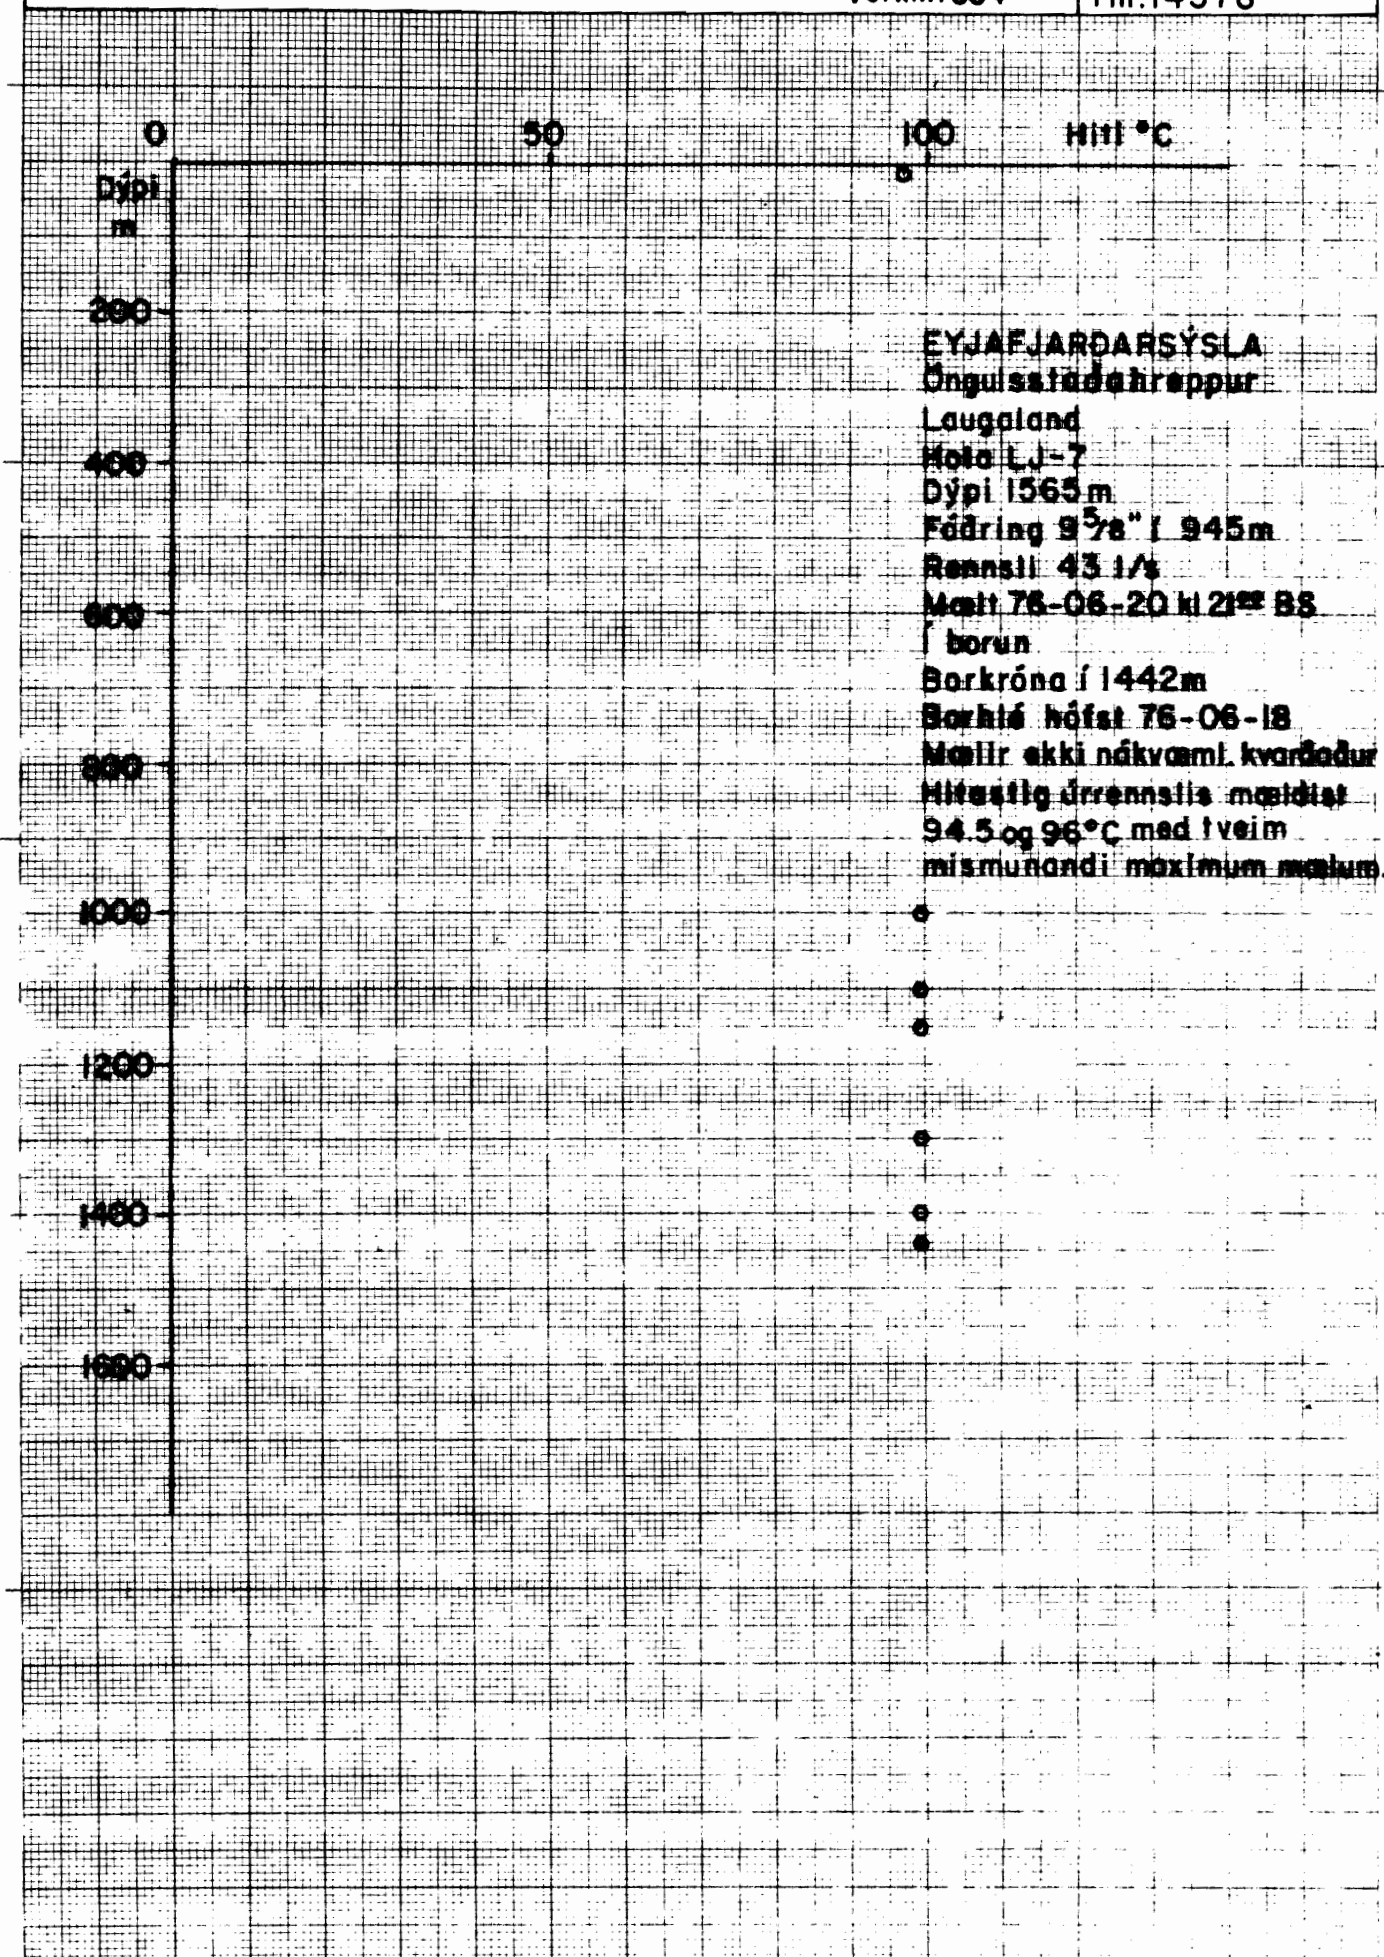 0 50 100 Hiti °C
Dýpi
m
200
400
600
800
1000
1200
1400
1600
EYJAFJARÐARSÝSLA
Öngulsstaðahreppur
Laugaland
Hola LJ-7
Dýpi 1565m
Fóðring 9 5/8" í 945m
Rennsli 43 l/s
Mælt 76-06-20 kl 21⁰⁰ BS
Í borun
Borkróna í 1442m
Borhlé hófst 76-06-18
Mælir ekki nákvæml. kvarðaður
Hitastig úrrennslis mældist
94.5 og 96°C með tveim
mismunandi maximum mælum.